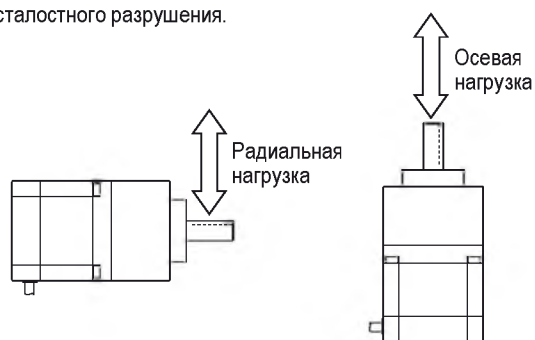 сталостного разрушения.
Осевая
нагрузка
Радиальная
нагрузка